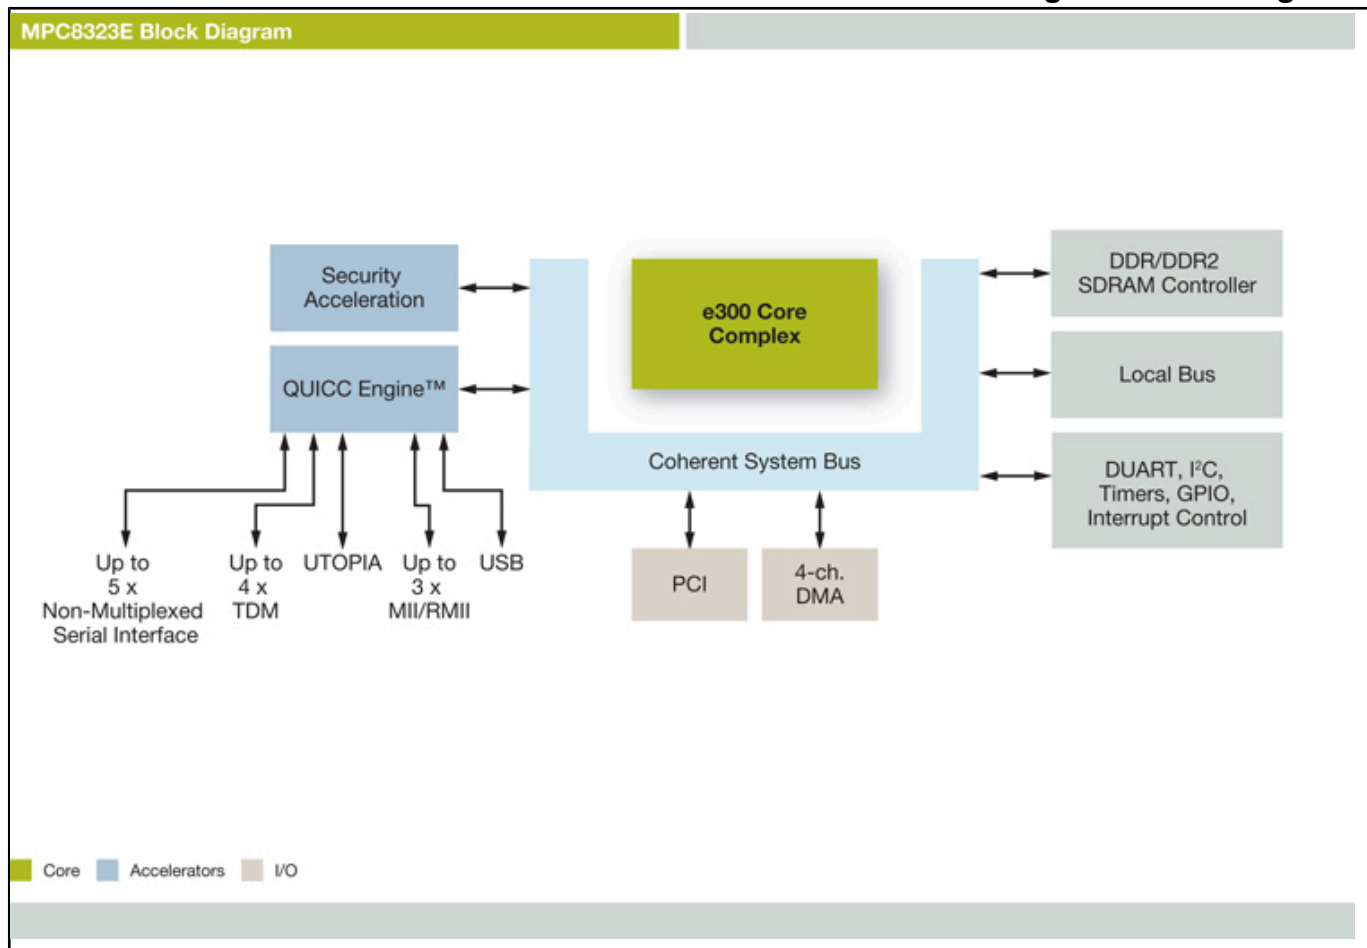 MPC8323E Block Diagram
Security
Acceleration
QUICC Engine™
e300 Core
Complex
Coherent System Bus
DDR/DDR2
SDRAM Controller
Local Bus
DUART, I²C,
Timers, GPIO,
Interrupt Control
Up to
5 x
Non-Multiplexed
Serial Interface
Up to
4 x
TDM
UTOPIA
Up to
3 x
MII/RMII
USB
PCI
4-ch.
DMA
Core
Accelerators
I/O